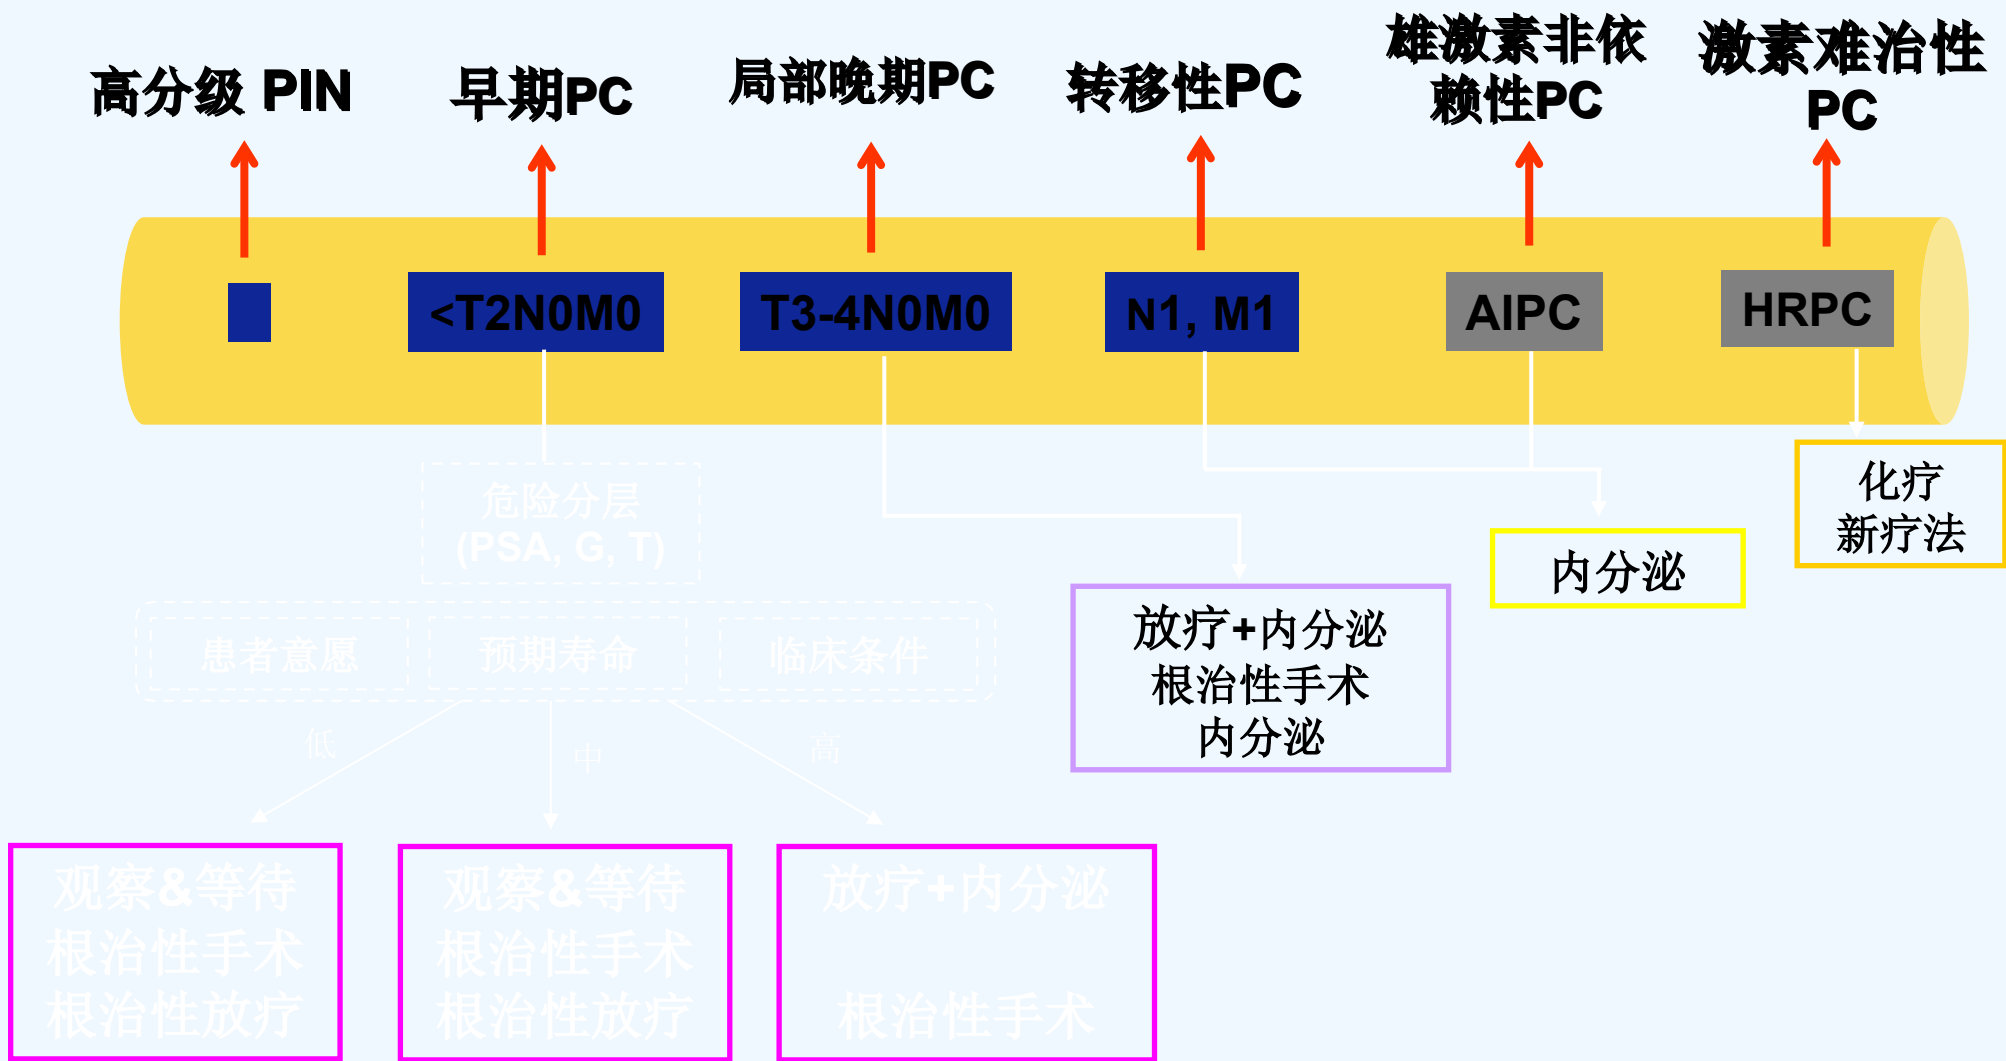 高分级 PIN
早期PC
局部晚期PC
转移性PC
雄激素非依
赖性PC
激素难治性
PC
<T2N0M0
T3-4N0M0
N1, M1
AIPC
HRPC
危险分层
(PSA, G, T)
患者意愿
预期寿命
临床条件
低
中
高
观察&等待
根治性手术
根治性放疗
观察&等待
根治性手术
根治性放疗
放疗+内分泌
根治性手术
放疗+内分泌
根治性手术
内分泌
内分泌
化疗
新疗法